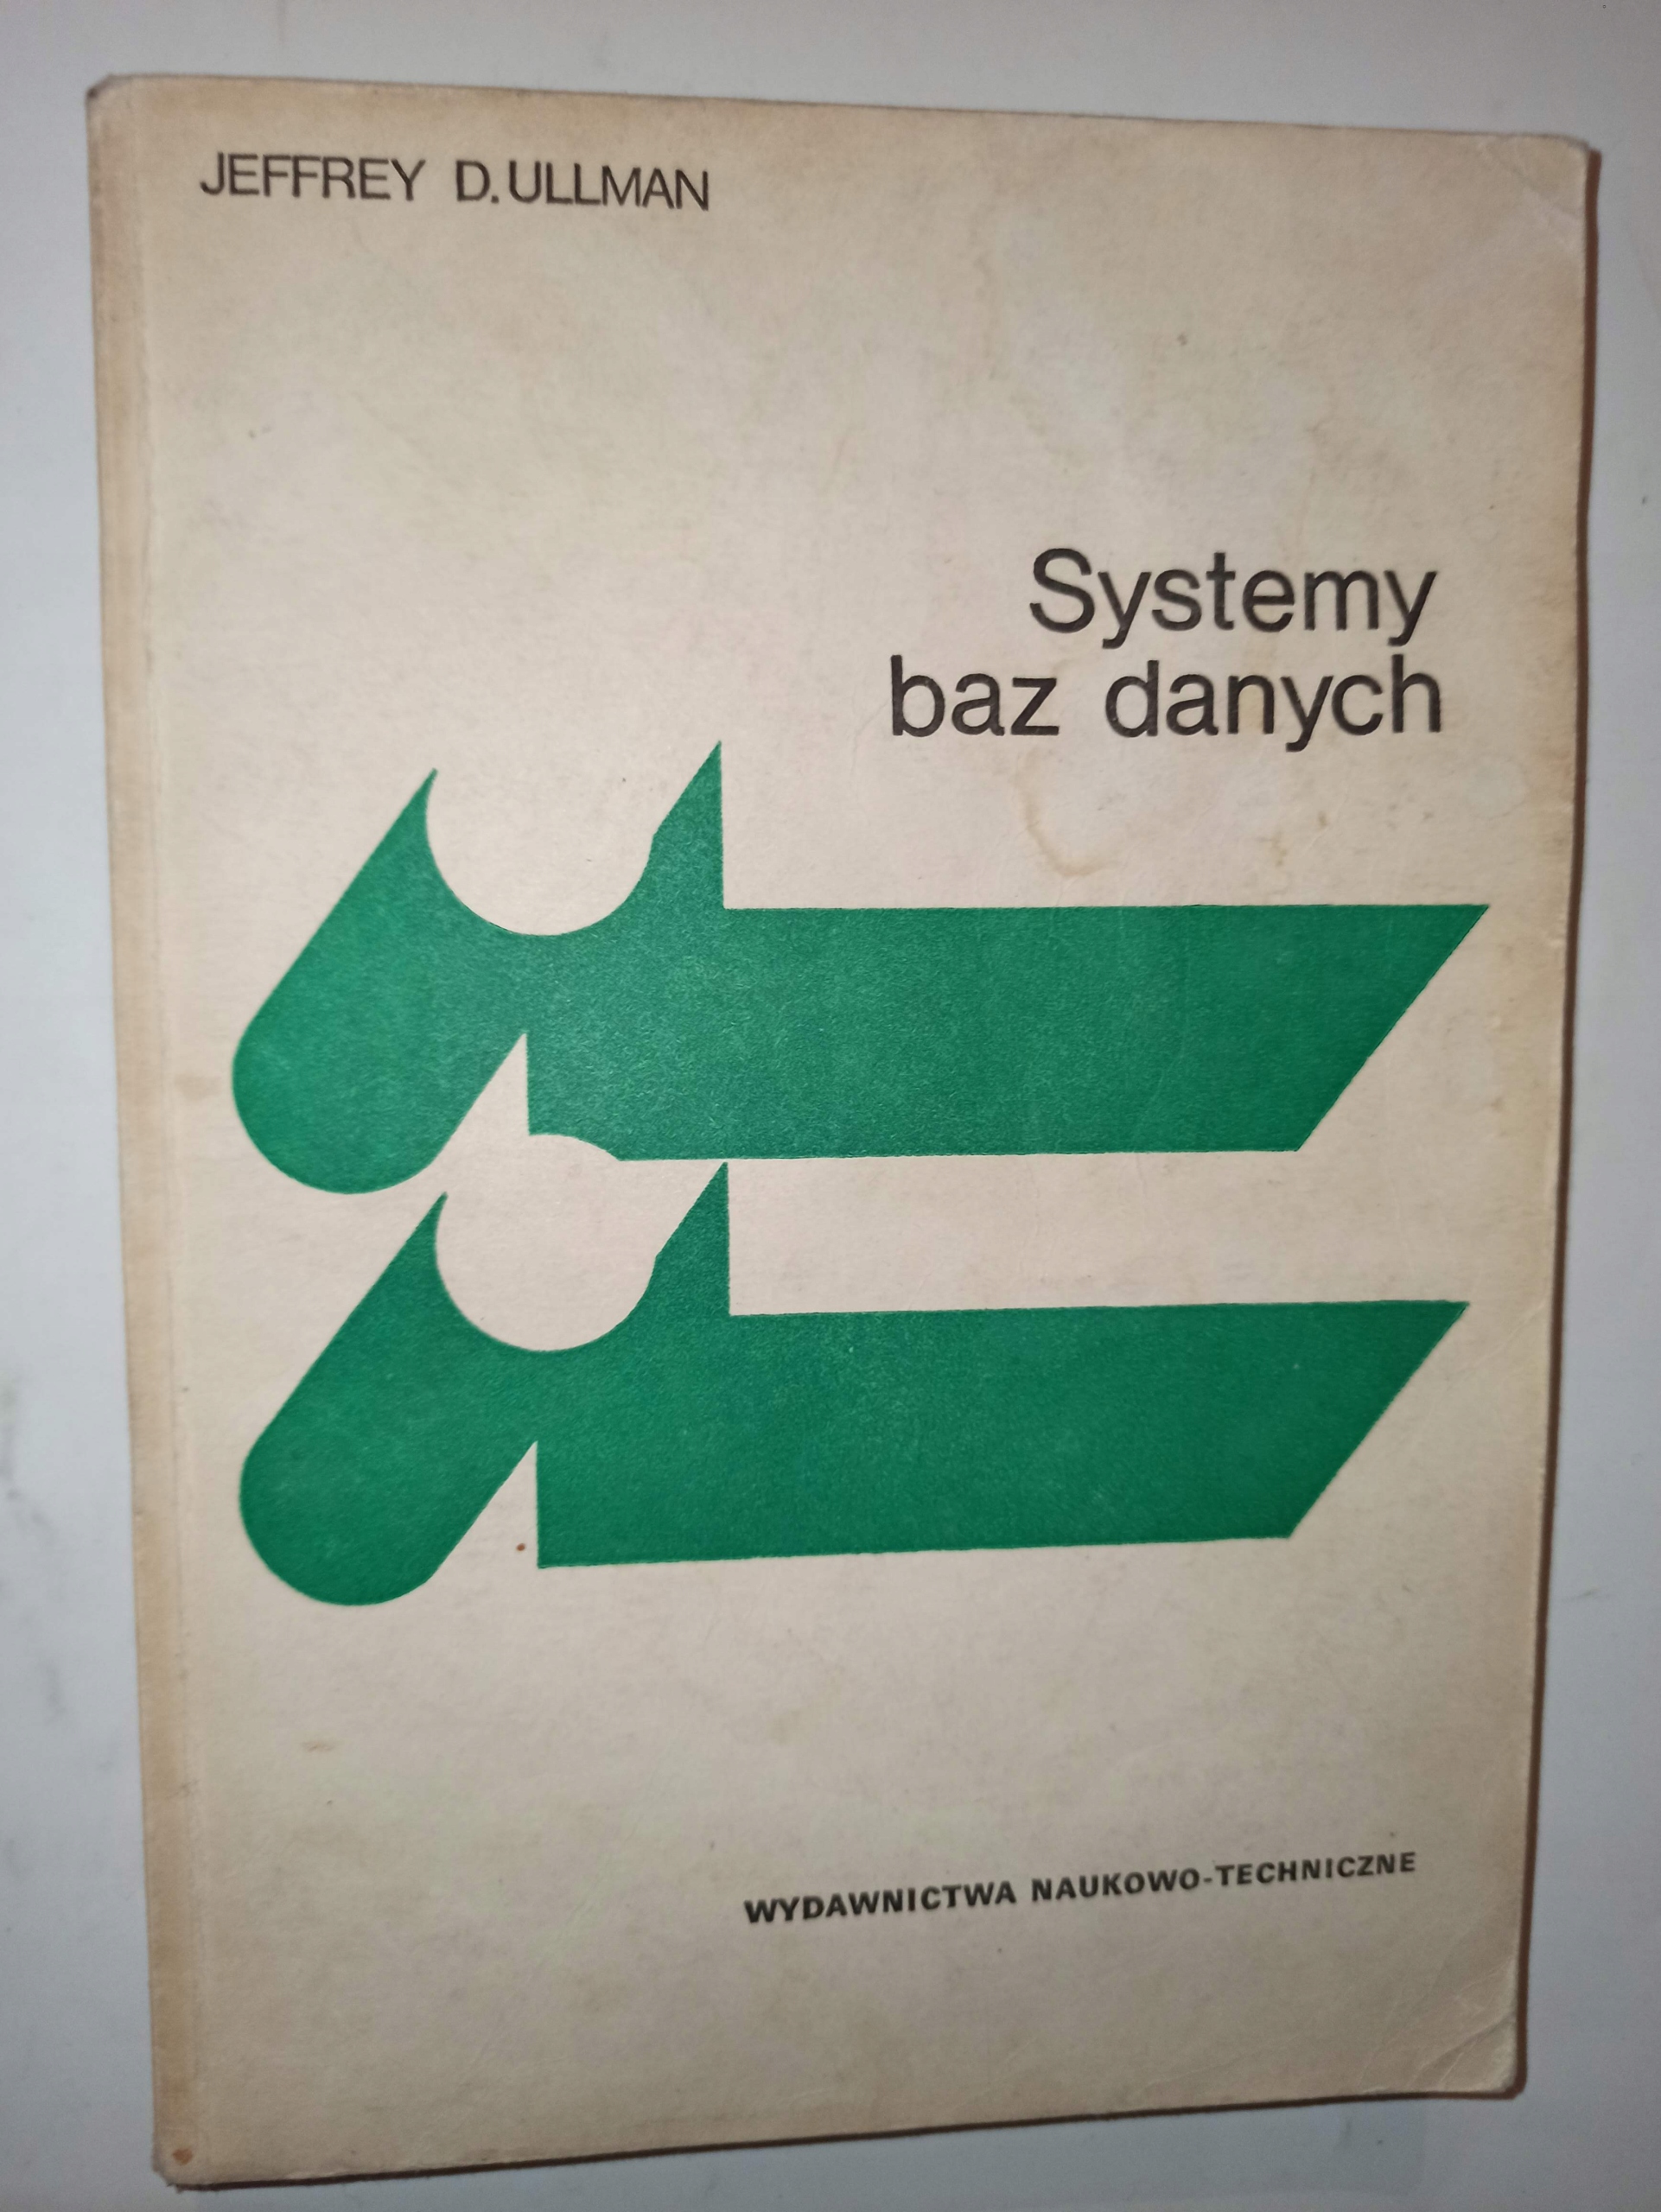 JEFFREY D. ULLMAN
Systemy
baz danych
WYDAWNICTWA NAUKOWO-TECHNICZNE